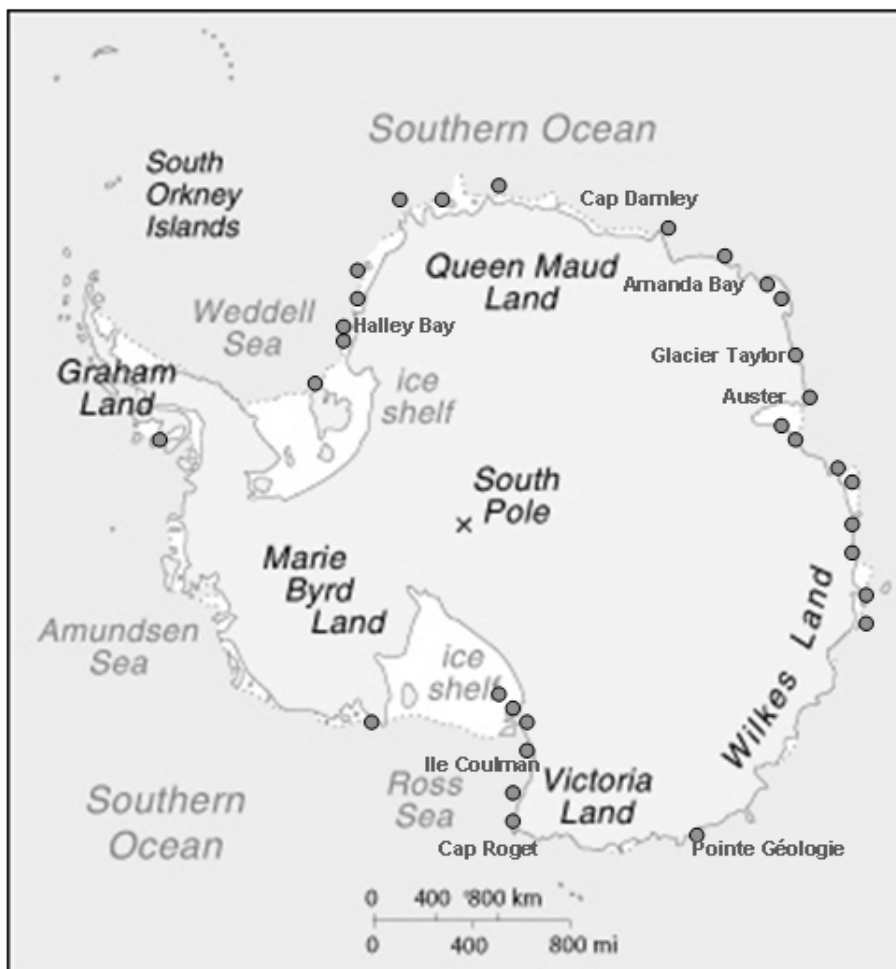 Southern Ocean
South
Orkney
Islands
Cap Darnley
Queen Maud
Land
Amanda Bay
Weddell
Sea
Halley Bay
Glacier Taylor
Graham
Land
ice
shelf
Auster
South
Pole
Marie
Byrd
Land
Amundsen
Sea
Wilkes Land
ice
shelf
Ile Coulman
Victoria
Land
Ross
Sea
Southern
Ocean
Cap Roget
Pointe Géologie
0 400 800 km
0 400 800 mi